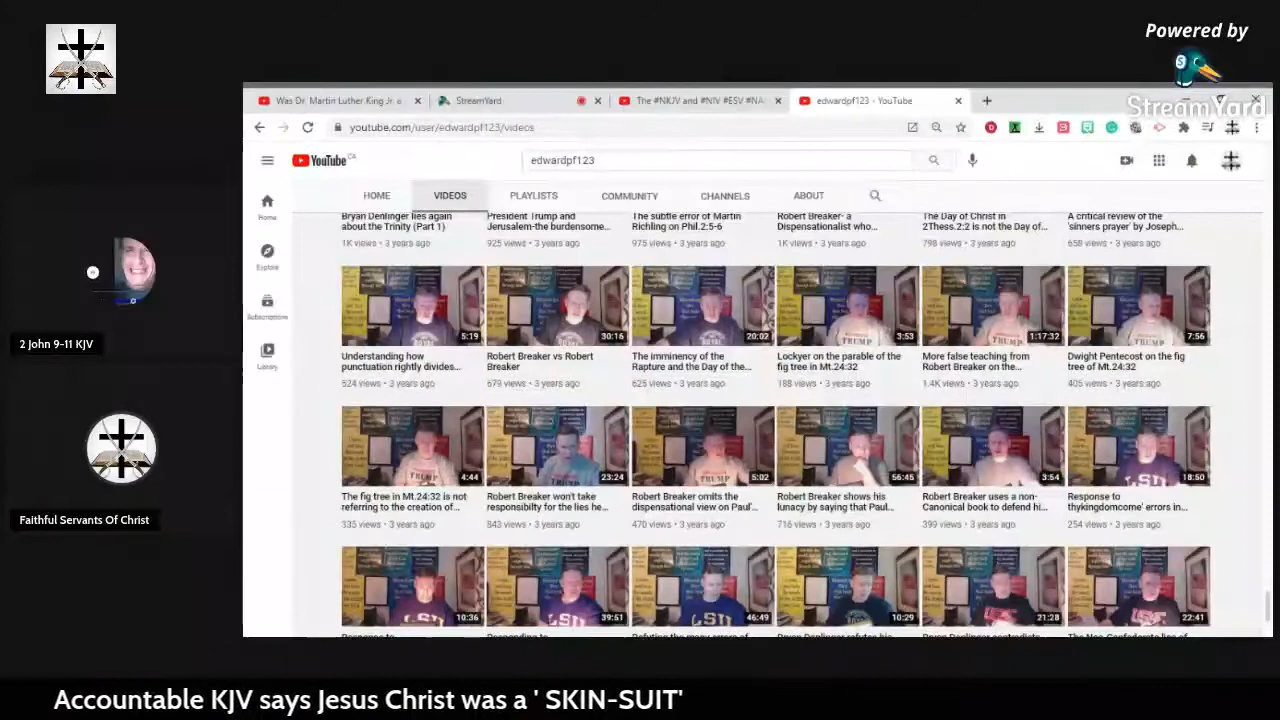 Powered by
StreamYard
Was Dr. Martin Luther King Jr. a
StreamYard
The #NKJV and #NIV #ESV #NA
edwardpf123 - YouTube
youtube.com/user/edwardpf123/videos
YouTube CA
edwardpf123
HOME VIDEOS PLAYLISTS COMMUNITY CHANNELS ABOUT
Home
Explore
Subscriptions
Library
Bryan Denlinger lies again
about the Trinity (Part 1)
1K views • 3 years ago
President Trump and
Jerusalem-the burdensome...
925 views • 3 years ago
The subtle error of Martin
Richling on Phil.2:5-6
975 views • 3 years ago
Robert Breaker- a
Dispensationalist who...
1K views • 3 years ago
The Day of Christ in
2Thess.2:2 is not the Day of...
798 views • 3 years ago
A critical review of the
'sinners prayer' by Joseph...
658 views • 3 years ago
5:19
Understanding how
punctuation rightly divides...
524 views • 3 years ago
30:16
Robert Breaker vs Robert
Breaker
679 views • 3 years ago
20:02
The imminency of the
Rapture and the Day of the...
625 views • 3 years ago
TRUMP
3:53
Lockyer on the parable of the
fig tree in Mt.24:32
188 views • 3 years ago
TRUMP
1:17:32
More false teaching from
Robert Breaker on the...
1.4K views • 3 years ago
TRUMP
7:56
Dwight Pentecost on the fig
tree of Mt.24:32
405 views • 3 years ago
TRUMP
4:44
The fig tree in Mt.24:32 is not
referring to the creation of...
335 views • 3 years ago
23:24
Robert Breaker won't take
responsibilty for the lies he...
843 views • 3 years ago
TRUMP
5:02
Robert Breaker omits the
dispensational view on Paul'...
470 views • 3 years ago
56:45
Robert Breaker shows his
lunacy by saying that Paul...
716 views • 3 years ago
3:54
Robert Breaker uses a non-
Canonical book to defend hi...
399 views • 3 years ago
LSU
18:50
Response to
thykingdomcome' errors in...
254 views • 3 years ago
LSU
10:36
LSU
39:51
LSU
46:49
10:29
21:28
22:41
2 John 9-11 KJV
Faithful Servants Of Christ
Accountable KJV says Jesus Christ was a ' SKIN-SUIT'